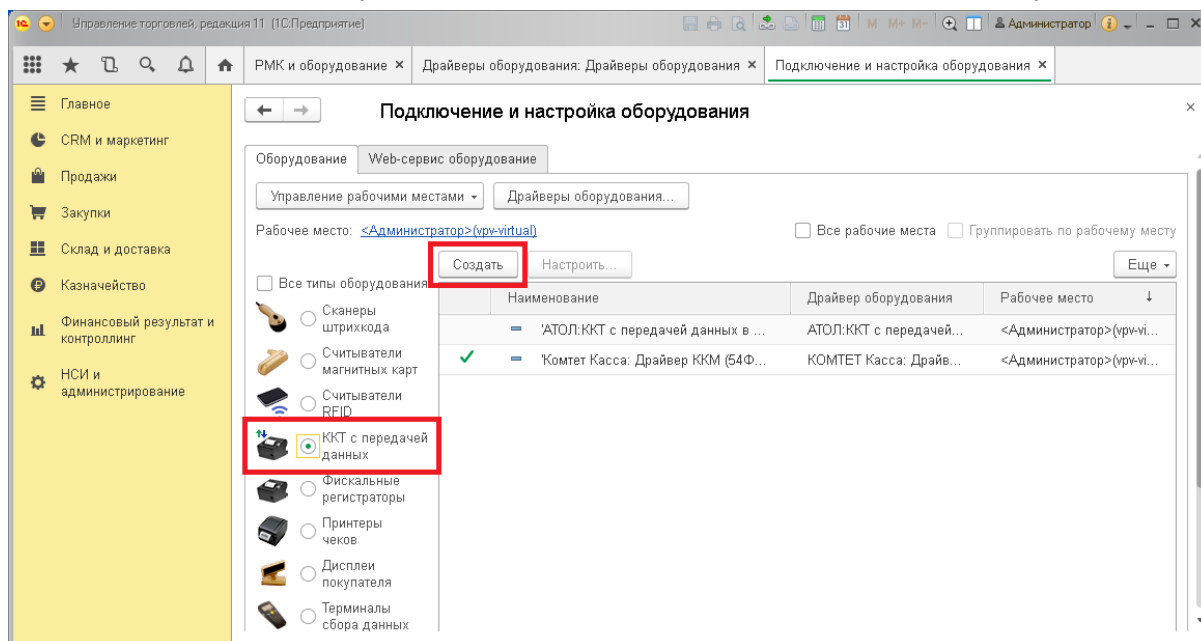 Управление торговлей, редакция 11 (1С:Предприятие)
M M+ M- Администратор
РМК и оборудование × Драйверы оборудования: Драйверы оборудования × Подключение и настройка оборудования ×
Главное
CRM и маркетинг
Продажи
Закупки
Склад и доставка
Казначейство
Финансовый результат и
контроллинг
НСИ и
администрирование
Подключение и настройка оборудования
Оборудование Web-сервис оборудование
Управление рабочими местами Драйверы оборудования...
Рабочее место: <Администратор>(vpv-virtual) Все рабочие места Группировать по рабочему месту
Создать Настроить... Еще
Все типы оборудования
Сканеры
штрихкода
Считыватели
магнитных карт
Считыватели
RFID
ККТ с передачей
данных
Фискальные
регистраторы
Принтеры
чеков
Дисплеи
покупателя
Терминалы
сбора данных
Наименование Драйвер оборудования Рабочее место ↓
'АТОЛ:ККТ с передачей данных в ... АТОЛ:ККТ с передачей... <Администратор>(vpv-vi...
'Комтет Касса: Драйвер ККМ (54Ф... КОМТЕТ Касса: Драйв... <Администратор>(vpv-vi...